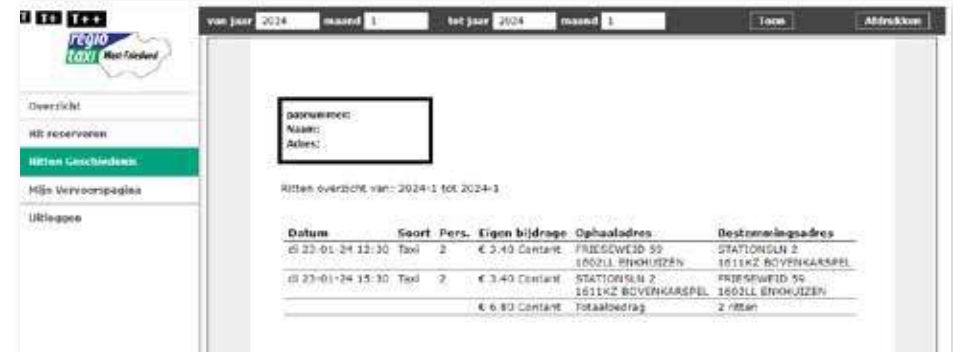 T T+ T++
van jaar 2024 maand 1 tot jaar 2024 maand 1 Toon Afdrukken
regio
taxi West-Friesland
Overzicht
Rit reserveren
Ritten Geschiedenis
Mijn Vervoerspagina
Uitloggen
pasnummer:
Naam:
Adres:
Ritten overzicht van: 2024-1 tot 2024-1
Datum Soort Pers. Eigen bijdrage Ophaaladres Bestemmingsadres
di 23-01-24 12:30 Taxi 2 € 3.40 Contant FRIESEWEID 59 STATIONSLN 2
1602LL ENKHUIZEN 1611KZ BOVENKARSPEL
di 23-01-24 15:30 Taxi 2 € 3.40 Contant STATIONSLN 2 FRIESEWEID 59
1611KZ BOVENKARSPEL 1602LL ENKHUIZEN
€ 6.80 Contant Totaalbedrag 2 ritten